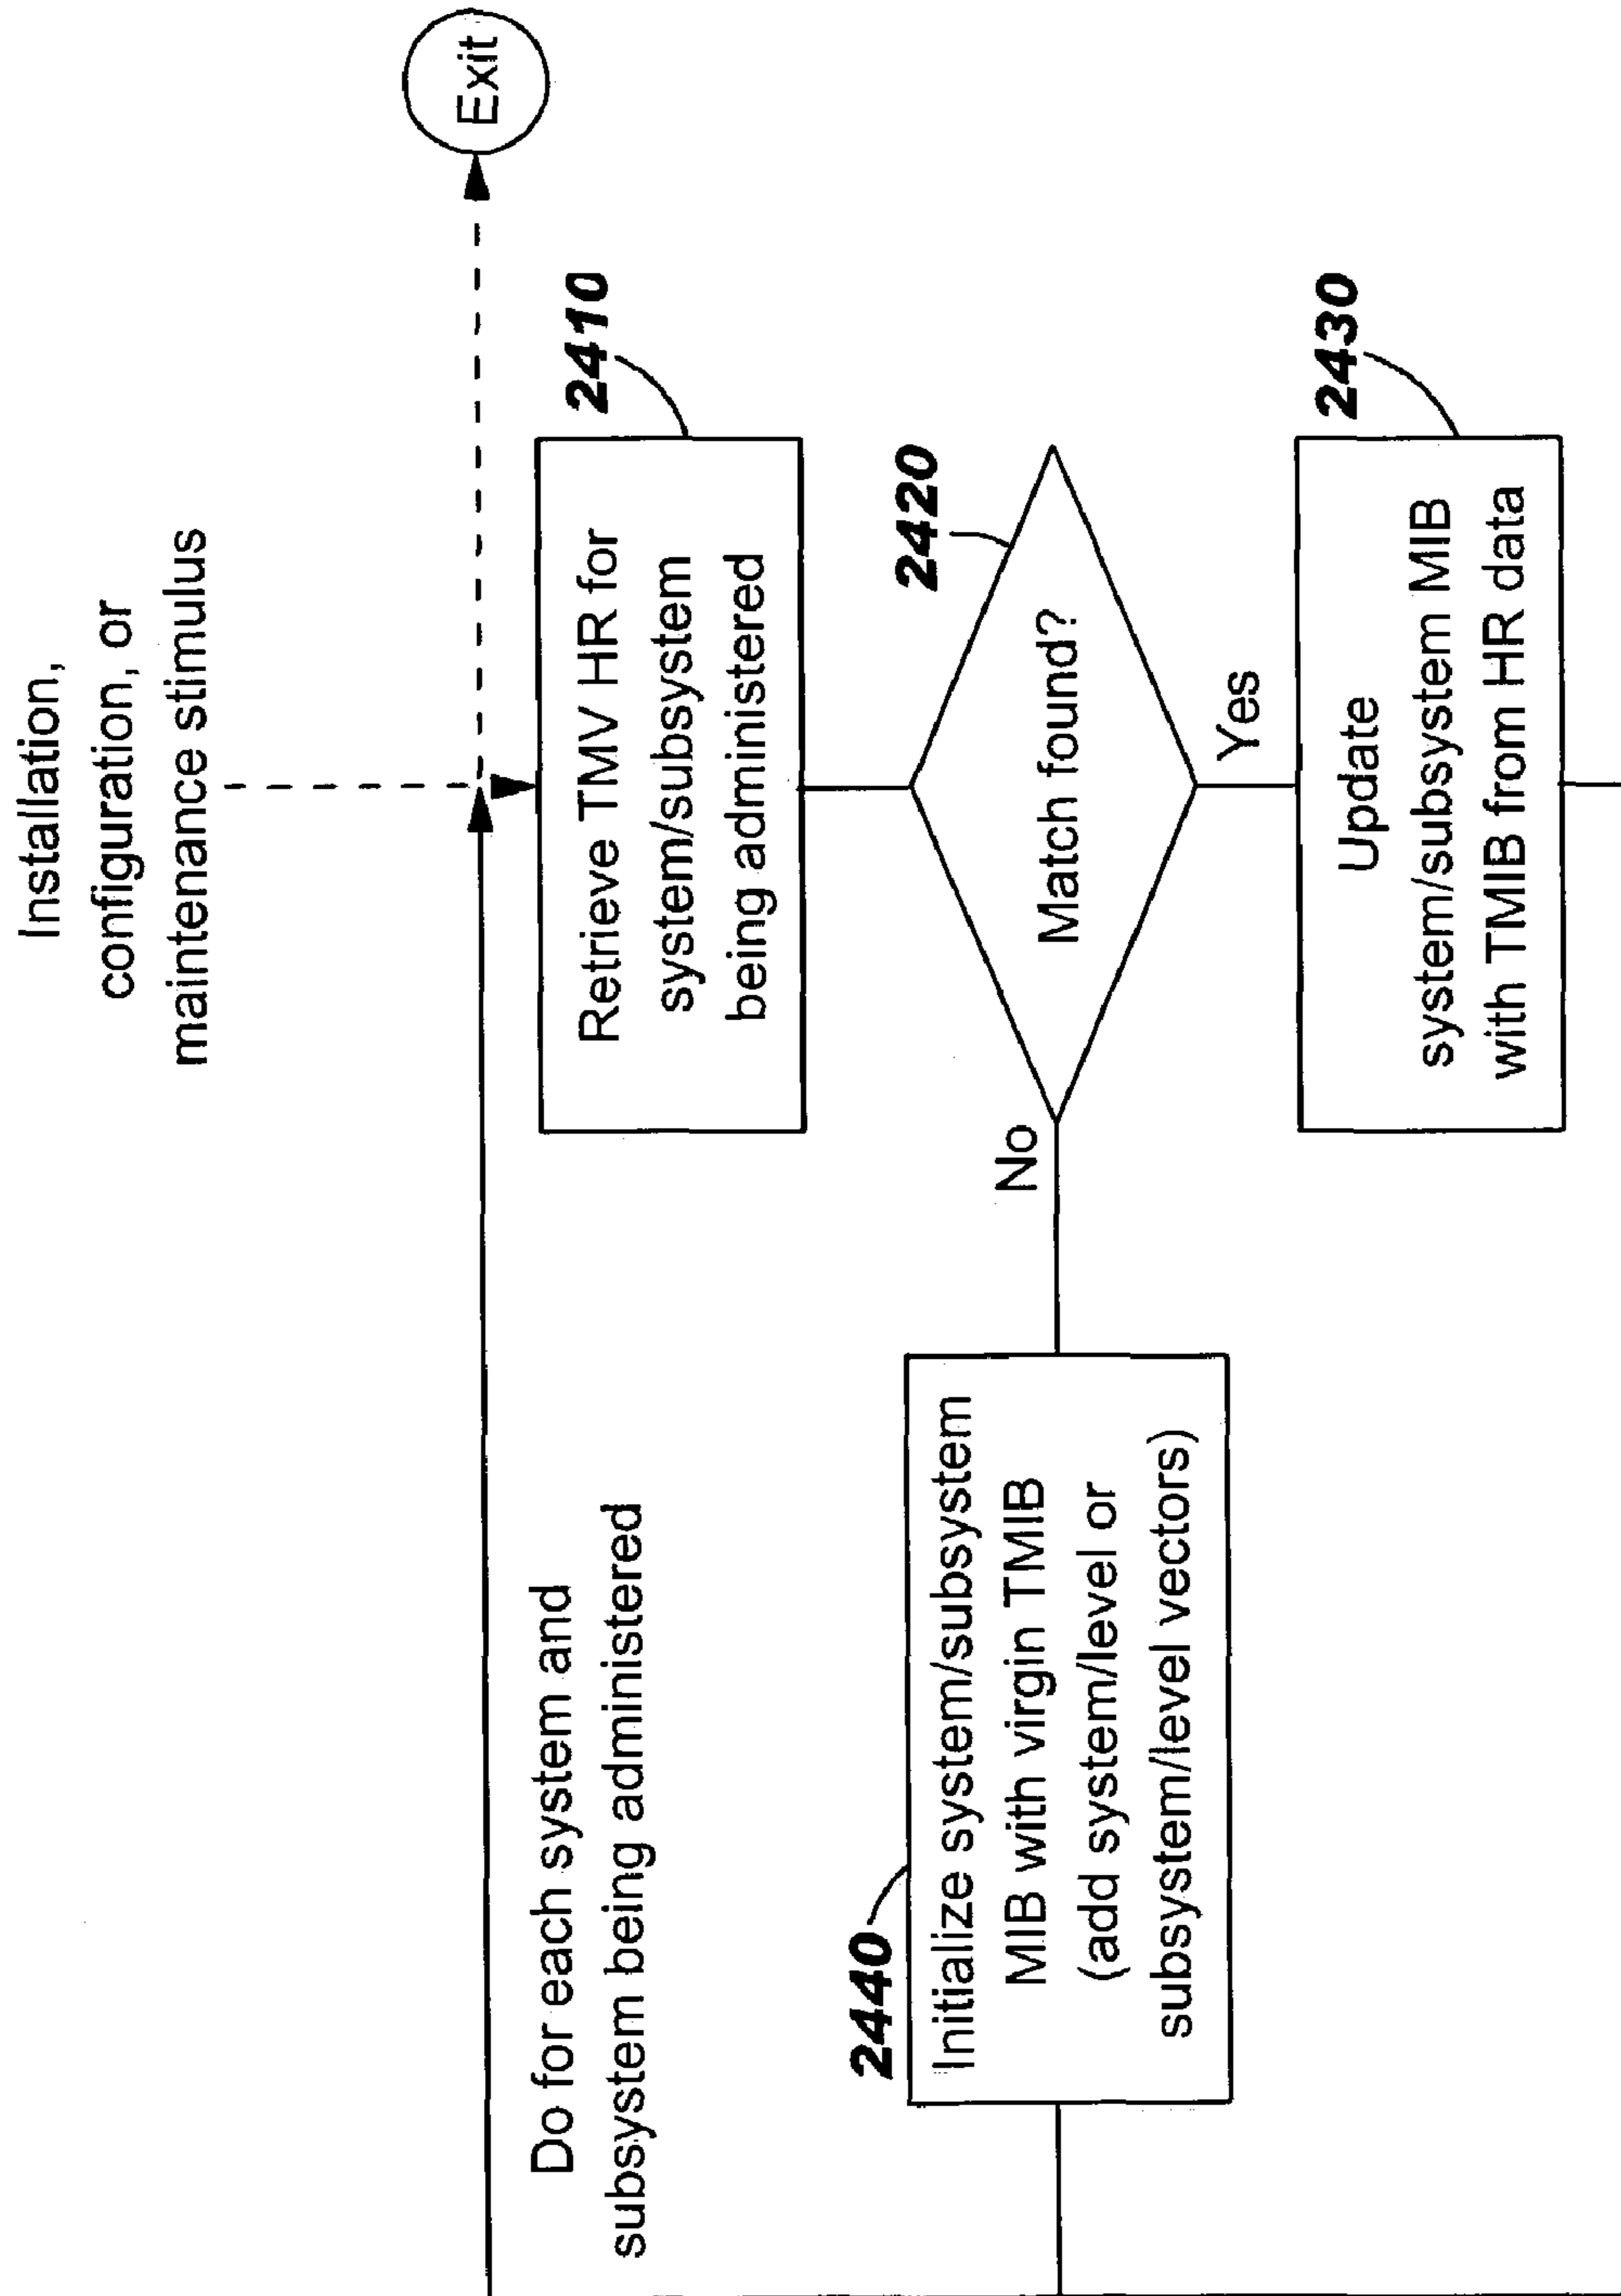 Installation,
configuration, or
maintenance stimulus
Exit
Do for each system and
subsystem being administered
2410
Retrieve TMV HR for
system/subsystem
being administered
2420
Match found?
No
Yes
2440
Initialize system/subsystem
MIB with virgin TMIB
(add system/level or
subsystem/level vectors)
2430
Update
system/subsystem MIB
with TMIB from HR data